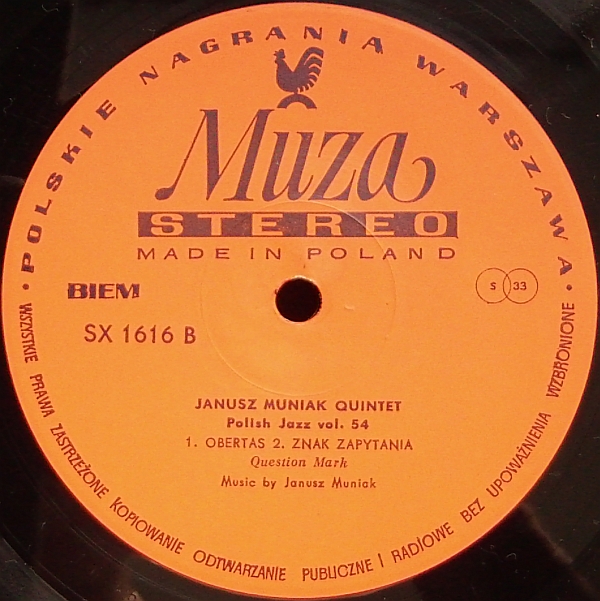 • POLSKIE NAGRANIA WARSZAWA •
Muza
STEREO
MADE IN POLAND
BIEM
S 33
SX 1616 B
JANUSZ MUNIAK QUINTET
Polish Jazz vol. 54
1. OBERTAS 2. ZNAK ZAPYTANIA
Question Mark
Music by Janusz Muniak
WSZYSTKIE PRAWA ZASTRZEŻONE KOPIOWANIE ODTWARZANIE PUBLICZNE I RADIOWE BEZ UPOWAŻNIENIA WZBRONIONE